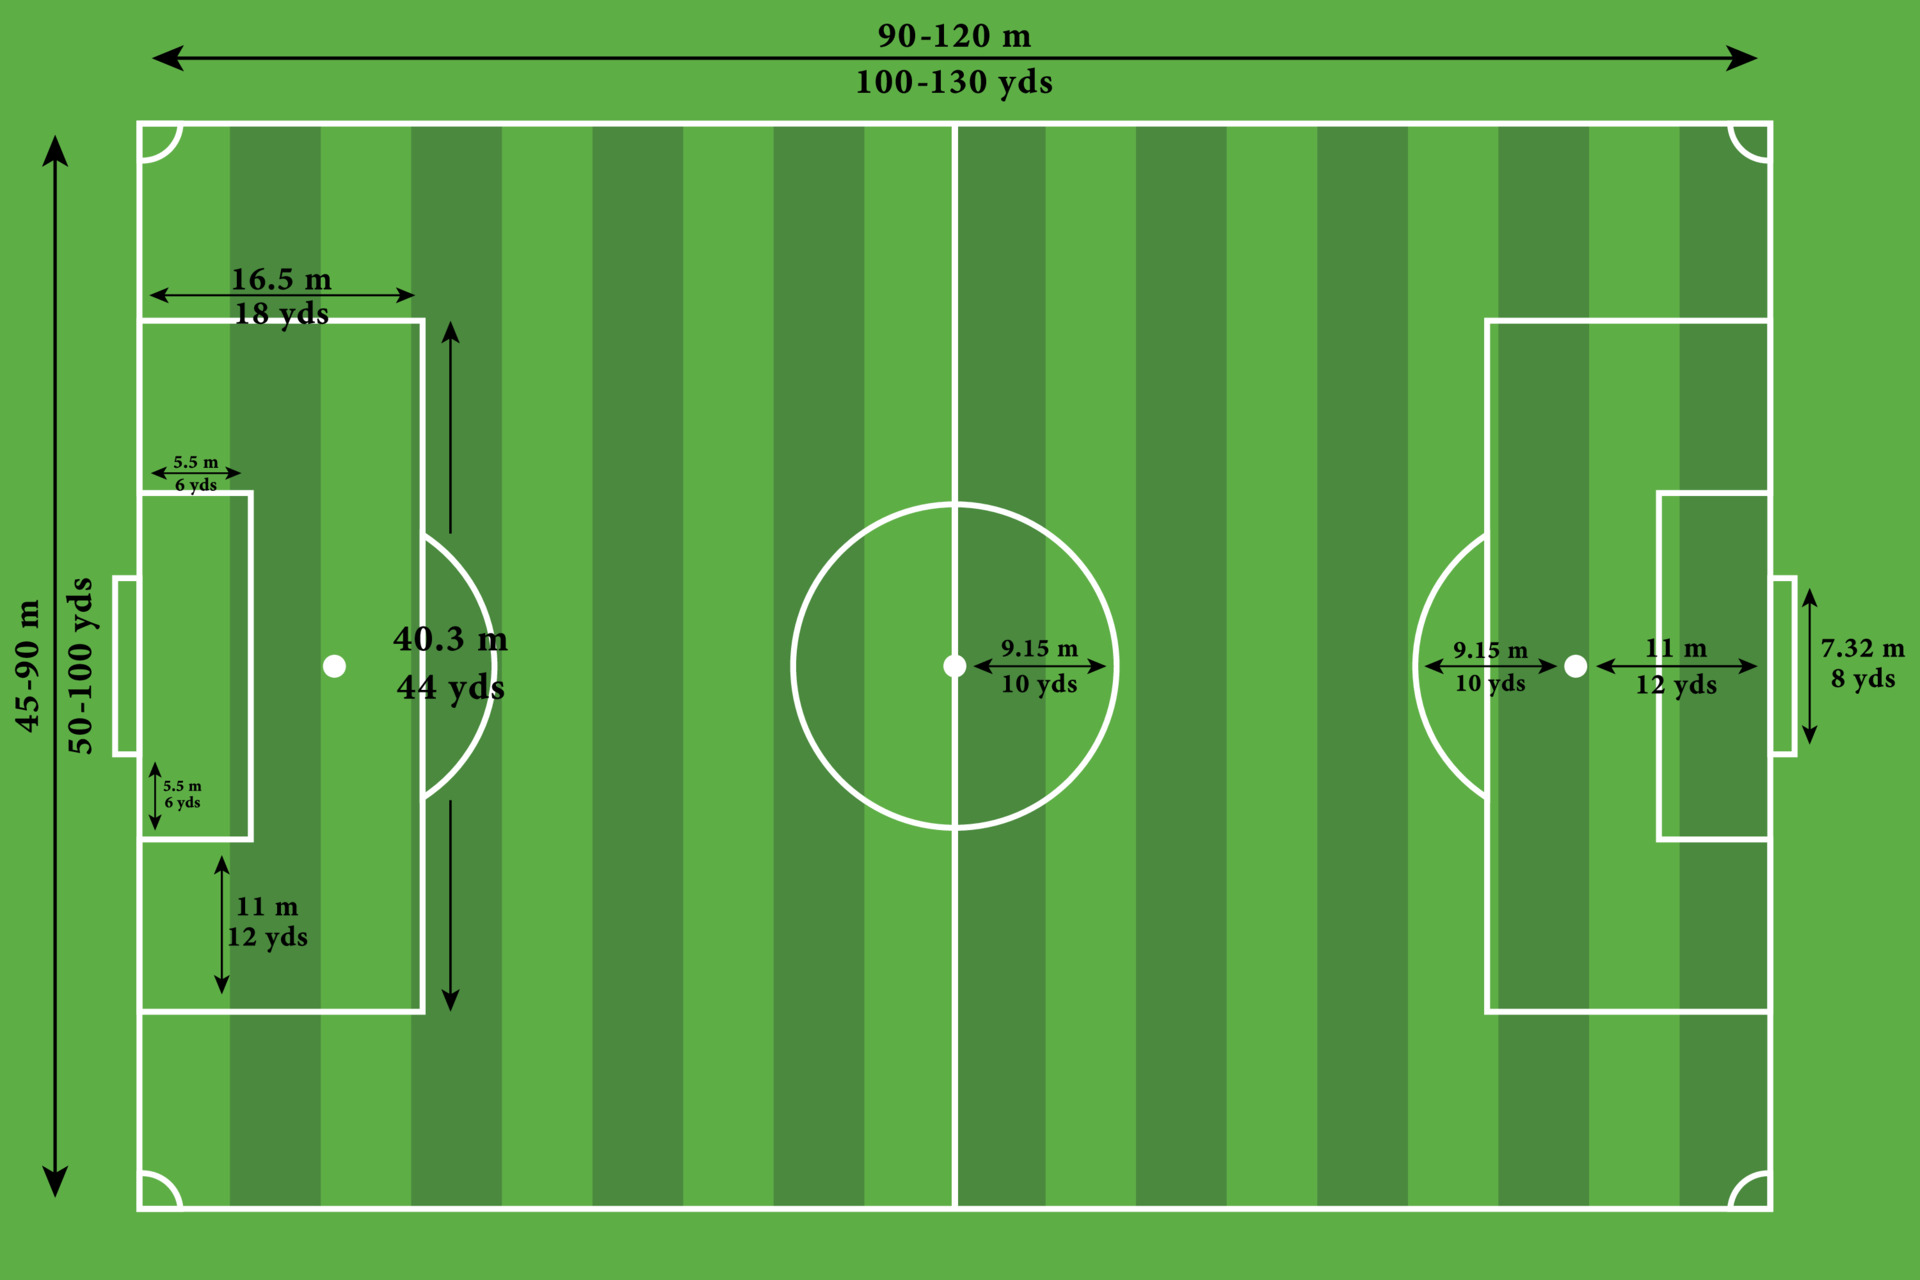 90-120 m
100-130 yds
16.5 m
18 yds
5.5 m
6 yds
45-90 m
50-100 yds
40.3 m
44 yds
9.15 m
10 yds
9.15 m
10 yds
11 m
12 yds
7.32 m
8 yds
5.5 m
6 yds
11 m
12 yds